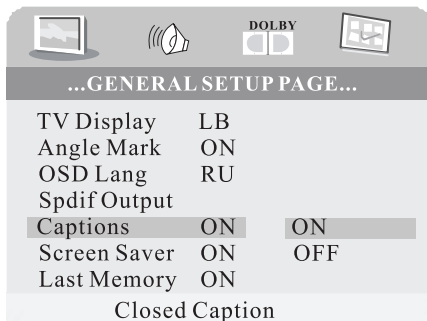 DOLBY
...GENERAL SETUP PAGE...
TV Display LB
Angle Mark ON
OSD Lang RU
Spdif Output
Captions ON ON
Screen Saver ON OFF
Last Memory ON
Closed Caption